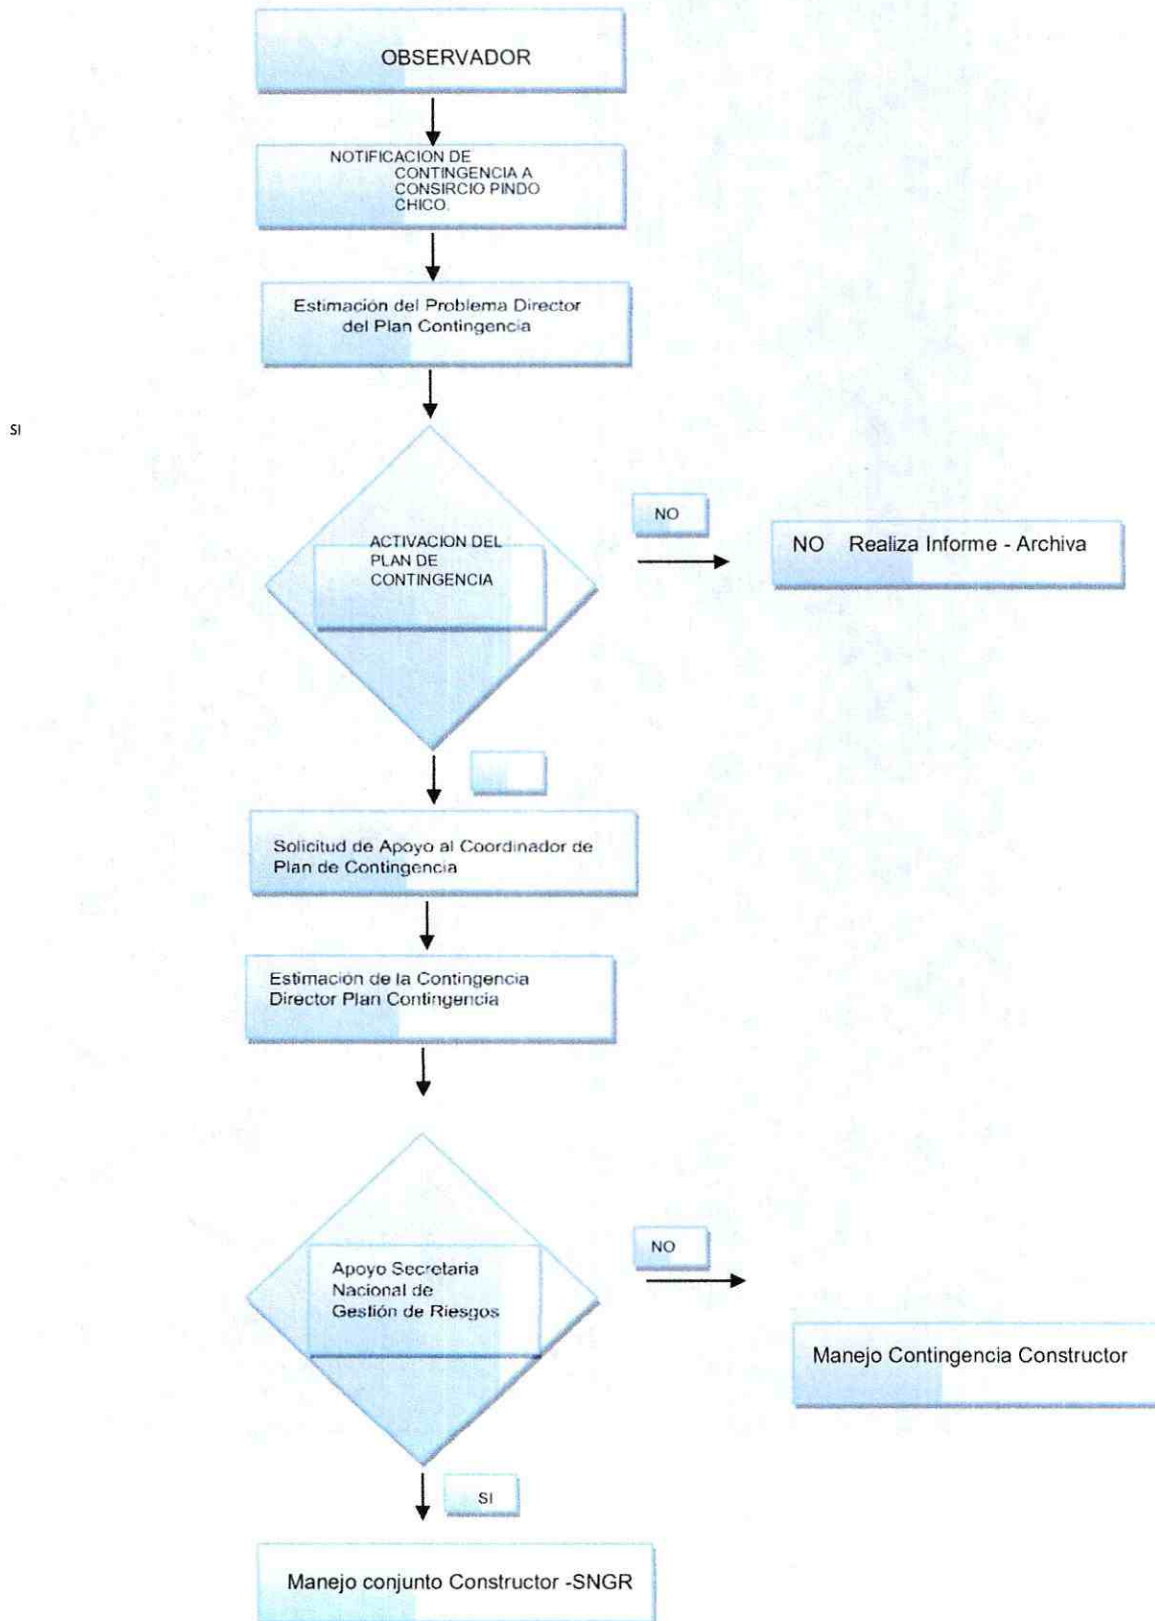 OBSERVADOR
NOTIFICACION DE
CONTINGENCIA A
CONSIRCIO PINDO
CHICO.
Estimación del Problema Director
del Plan Contingencia
SI
ACTIVACION DEL
PLAN DE
CONTINGENCIA
NO
NO Realiza Informe - Archiva
Solicitud de Apoyo al Coordinador de
Plan de Contingencia
Estimación de la Contingencia
Director Plan Contingencia
Apoyo Secretaria
Nacional de
Gestión de Riesgos
NO
Manejo Contingencia Constructor
SI
Manejo conjunto Constructor -SNGR